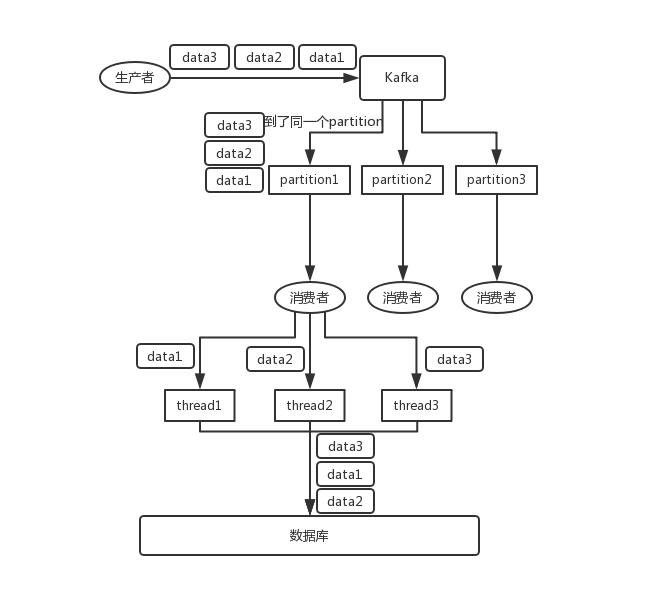 data3 data2 data1
生产者
Kafka
到了同一个partition
data3
data2
data1
partition1 partition2 partition3
消费者 消费者 消费者
data1 data2 data3
thread1 thread2 thread3
data3
data1
data2
数据库